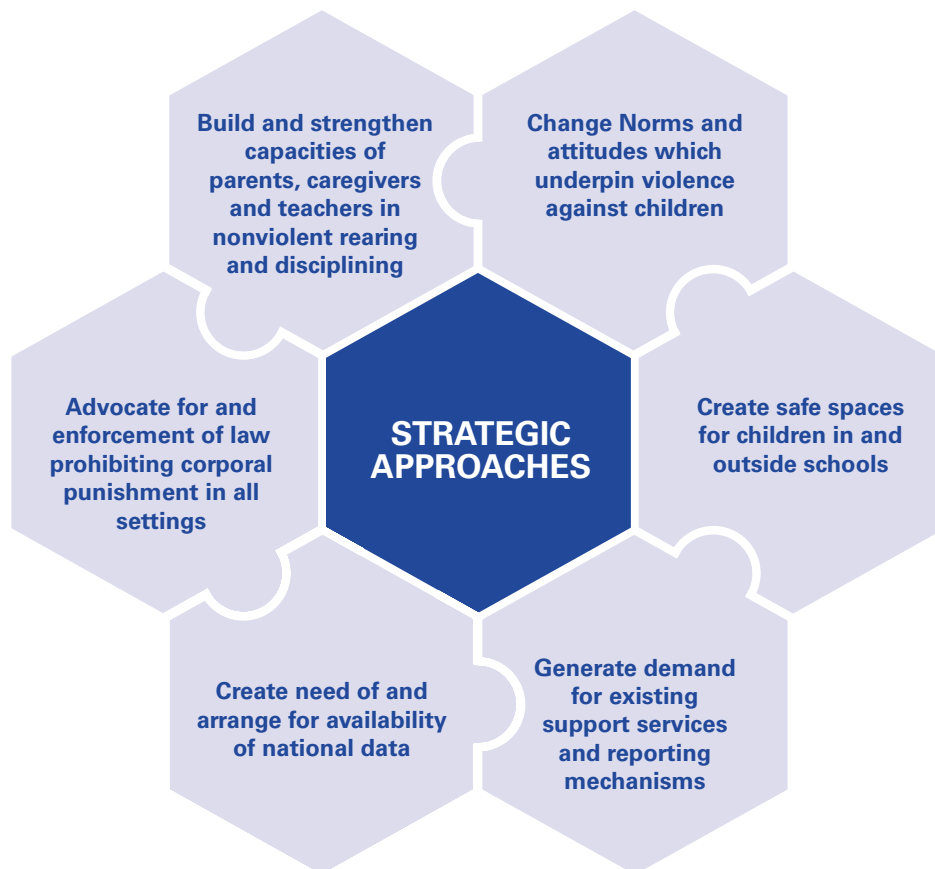 Build and strengthen
capacities of
parents, caregivers
and teachers in
nonviolent rearing
and disciplining
Change Norms and
attitudes which
underpin violence
against children
Advocate for and
enforcement of law
prohibiting corporal
punishment in all
settings
STRATEGIC
APPROACHES
Create safe spaces
for children in and
outside schools
Create need of and
arrange for availability
of national data
Generate demand
for existing
support services
and reporting
mechanisms